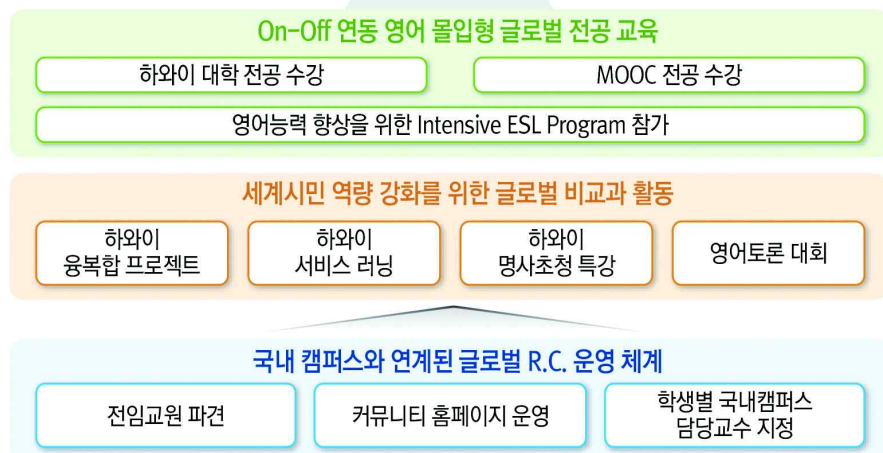 On-Off 연동 영어 몰입형 글로벌 전공 교육
하와이 대학 전공 수강
MOOC 전공 수강
영어능력 향상을 위한 Intensive ESL Program 참가
세계시민 역량 강화를 위한 글로벌 비교과 활동
하와이
융복합 프로젝트
하와이
서비스 러닝
하와이
명사초청 특강
영어토론 대회
국내 캠퍼스와 연계된 글로벌 R.C. 운영 체계
전임교원 파견
커뮤니티 홈페이지 운영
학생별 국내캠퍼스
담당교수 지정